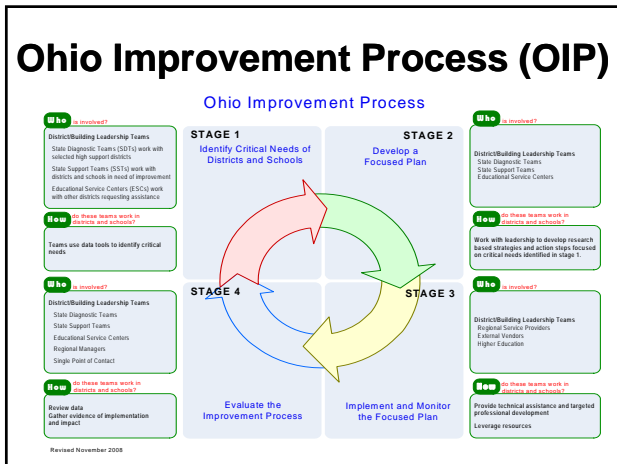 Ohio Improvement Process (OIP)
Ohio Improvement Process
Who is involved?
District/Building Leadership Teams
State Diagnostic Teams (SDTs) work with
selected high support districts
State Support Teams (SSTs) work with
districts and schools in need of improvement
Educational Service Centers (ESCs) work
with other districts requesting assistance
How do these teams work in
districts and schools?
Teams use data tools to identify critical
needs
STAGE 1
Identify Critical Needs of
Districts and Schools
STAGE 2
Develop a
Focused Plan
Who is involved?
District/Building Leadership Teams
State Diagnostic Teams
State Support Teams
Educational Service Centers
How do these teams work in
districts and schools?
Work with leadership to develop research
based strategies and action steps focused
on critical needs identified in stage 1.
Who is involved?
District/Building Leadership Teams
State Diagnostic Teams
State Support Teams
Educational Service Centers
Regional Managers
Single Point of Contact
How do these teams work in
districts and schools?
Review data
Gather evidence of implementation
and impact
STAGE 4
Evaluate the
Improvement Process
STAGE 3
Implement and Monitor
the Focused Plan
Who is involved?
District/Building Leadership Teams
Regional Service Providers
External Vendors
Higher Education
How do these teams work in
districts and schools?
Provide technical assistance and targeted
professional development
Leverage resources
Revised November 2008